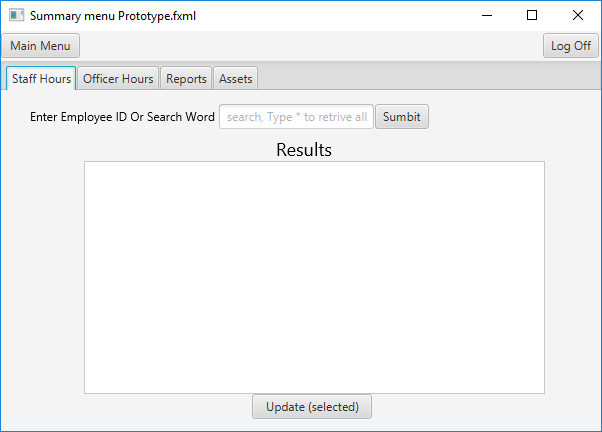 Summary menu Prototype.fxml
Main Menu Log Off
Staff Hours Officer Hours Reports Assets
Enter Employee ID Or Search Word search, Type * to retrive all Sumbit
Results
Update (selected)